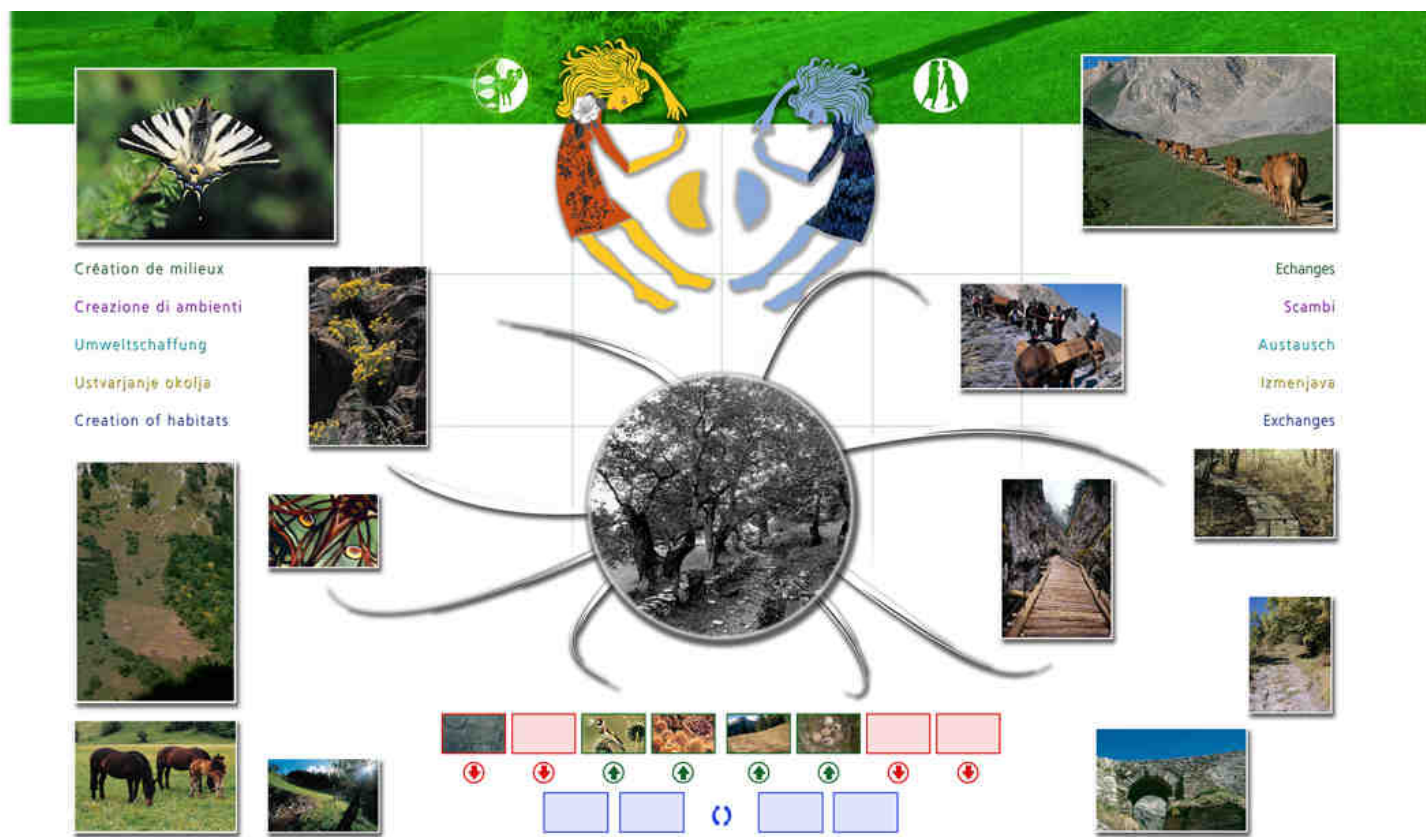 Création de milieux
Creazione di ambienti
Umweltschaffung
Ustvarjanje okolja
Creation of habitats
Echanges
Scambi
Austausch
Izmenjava
Exchanges